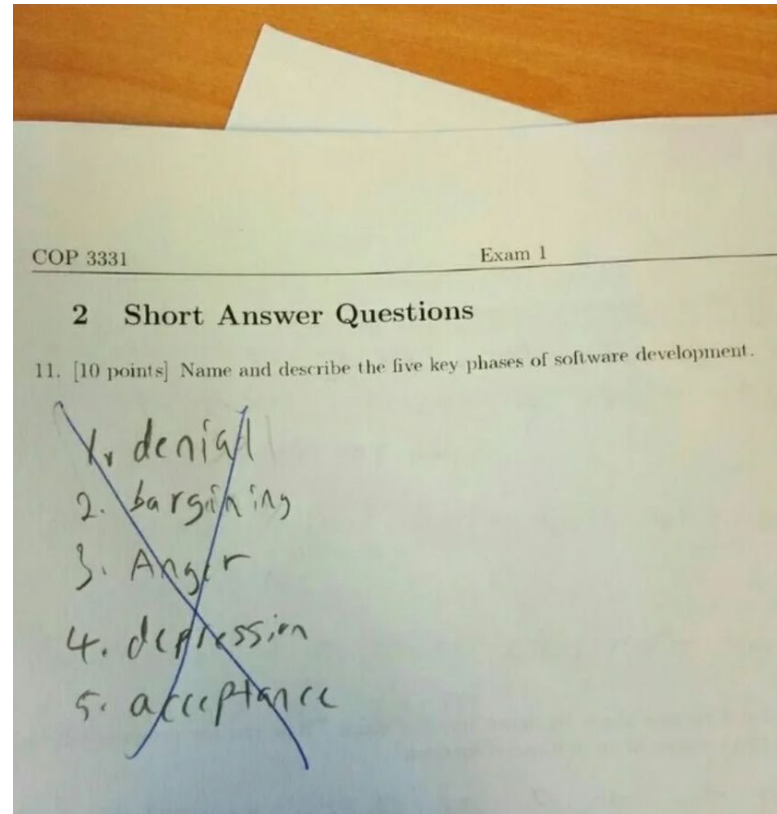 COP 3331 Exam 1
2 Short Answer Questions
11. [10 points] Name and describe the five key phases of software development.
1. denial
2. bargining
3. Anger
4. depression
5. acceptance